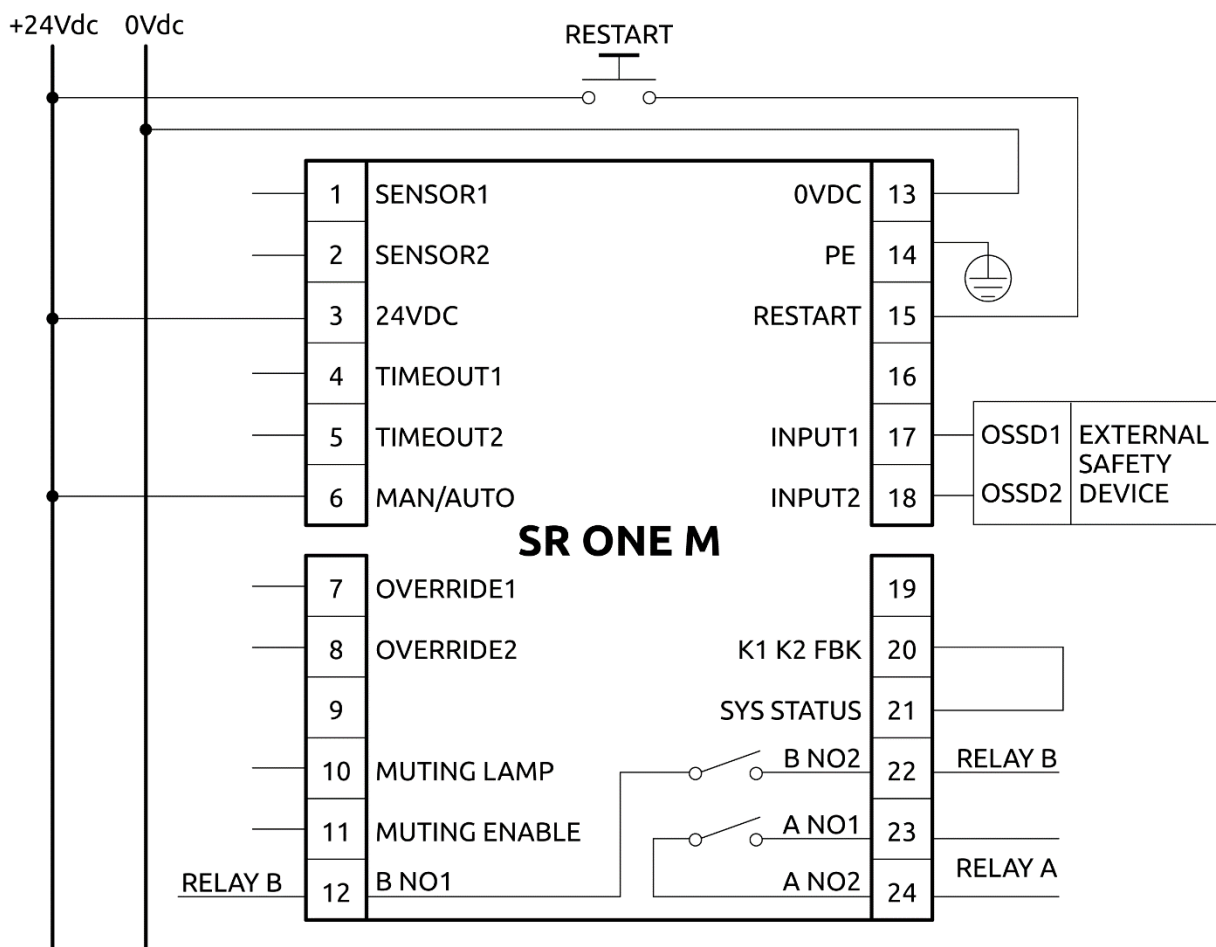 +24Vdc 0Vdc
RESTART
1 SENSOR1 0VDC 13
2 SENSOR2 PE 14
3 24VDC RESTART 15
4 TIMEOUT1 16
5 TIMEOUT2 INPUT1 17 OSSD1 EXTERNAL
SAFETY
6 MAN/AUTO INPUT2 18 OSSD2 DEVICE
SR ONE M
7 OVERRIDE1 19
8 OVERRIDE2 K1 K2 FBK 20
9 SYS STATUS 21
10 MUTING LAMP B NO2 22 RELAY B
11 MUTING ENABLE A NO1 23
RELAY A
RELAY B 12 B NO1 A NO2 24